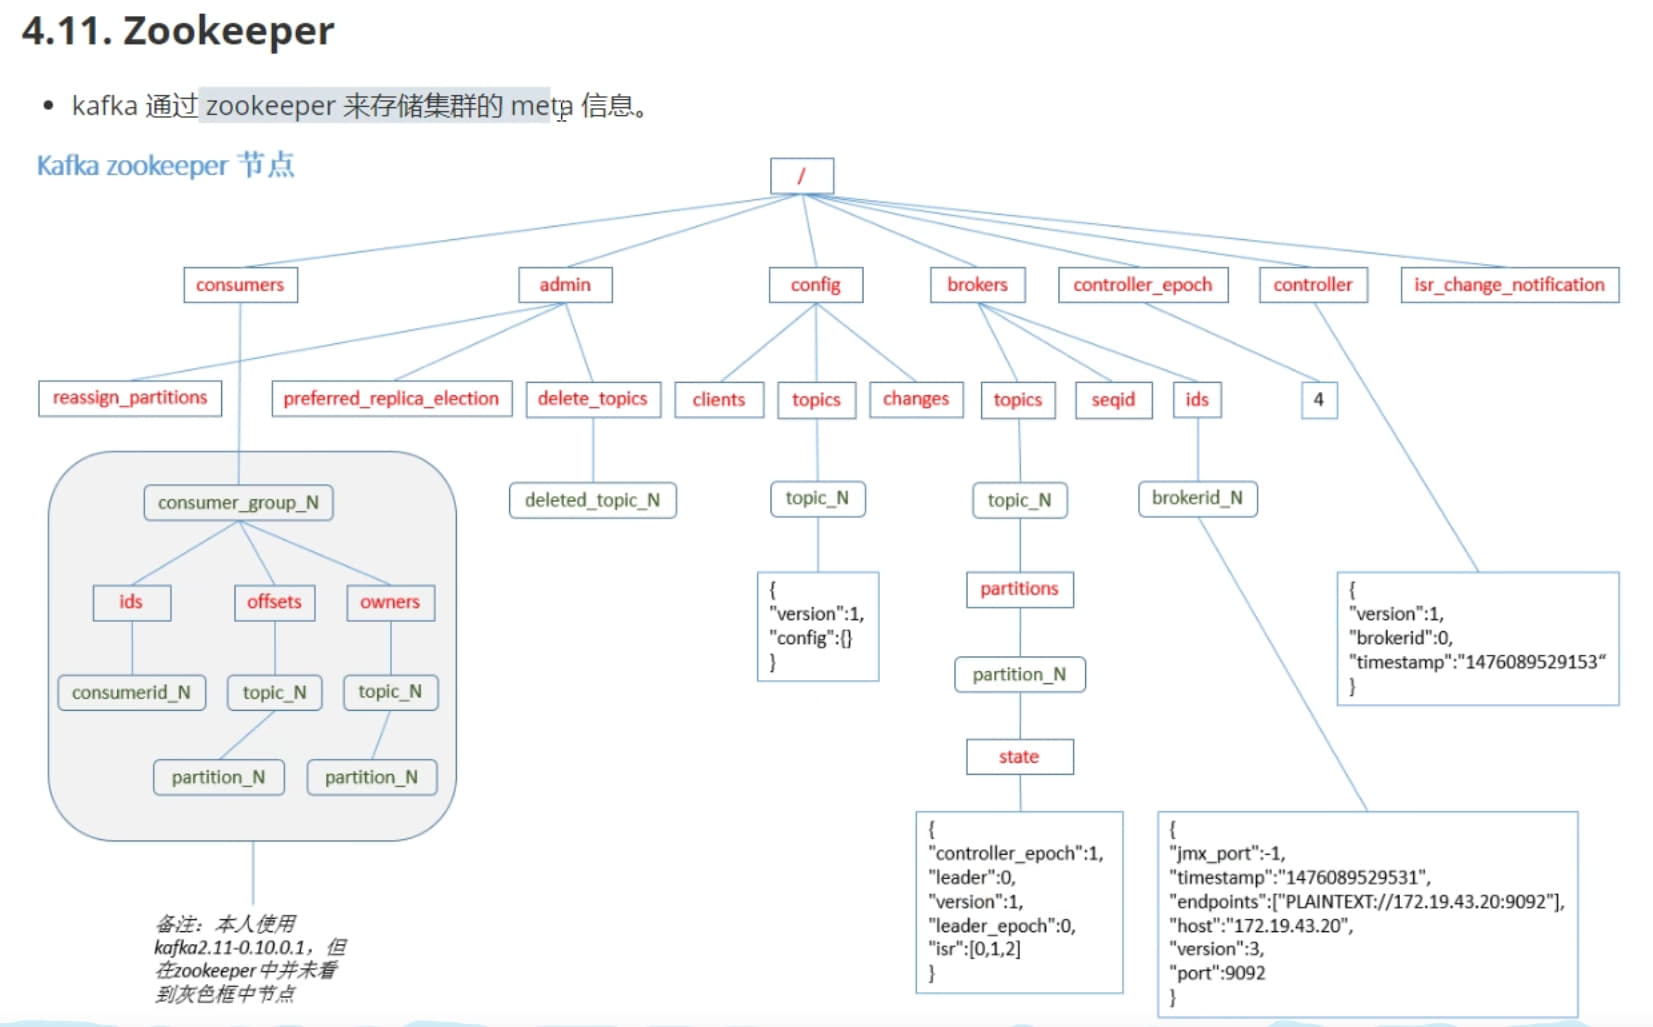 4.11. Zookeeper
kafka 通过 zookeeper 来存储集群的 meta 信息。
Kafka zookeeper 节点
/
consumers
admin
config
brokers
controller_epoch
controller
isr_change_notification
reassign_partitions
preferred_replica_election
delete_topics
clients
topics
changes
topics
seqid
ids
4
consumer_group_N
deleted_topic_N
topic_N
topic_N
brokerid_N
ids
offsets
owners
consumerid_N
topic_N
topic_N
partition_N
partition_N
备注：本人使用
kafka2.11-0.10.0.1，但
在zookeeper中并未看
到灰色框中节点
{
"version":1,
"config":{}
}
partitions
partition_N
state
{
"controller_epoch":1,
"leader":0,
"version":1,
"leader_epoch":0,
"isr":[0,1,2]
}
{
"version":1,
"brokerid":0,
"timestamp":"1476089529153“
}
{
"jmx_port":-1,
"timestamp":"1476089529531",
"endpoints":["PLAINTEXT://172.19.43.20:9092"],
"host":"172.19.43.20",
"version":3,
"port":9092
}